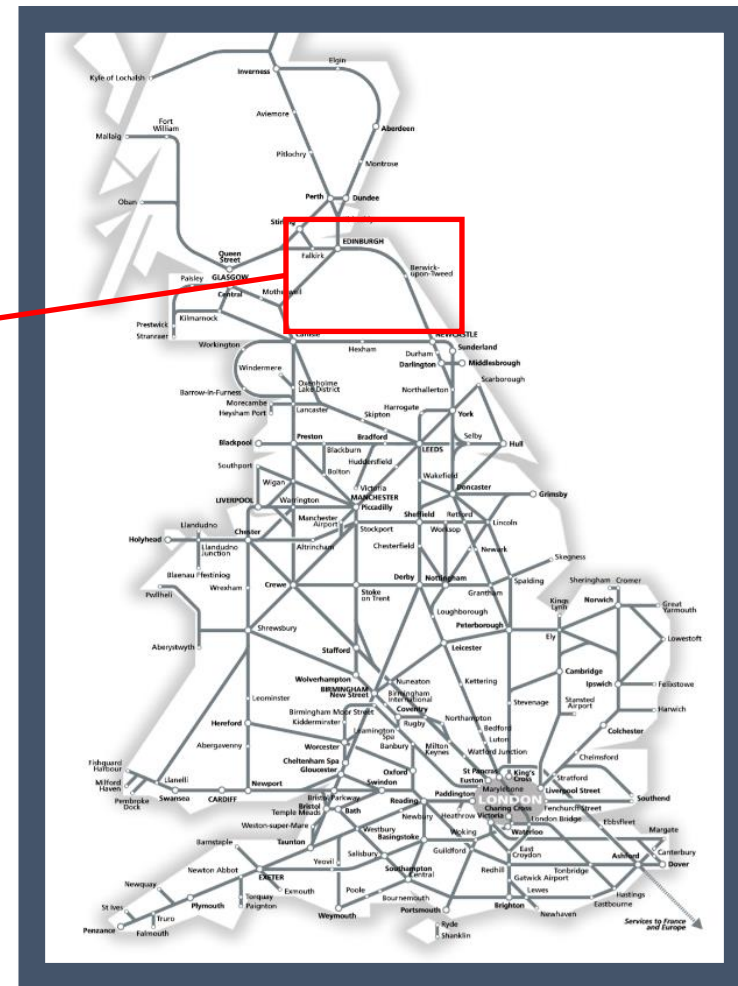 Elgin
Inverness
Kyle of Lochalsh
Aviemore
Fort
William
Aberdeen
Mallaig
Pitlochry
Montrose
Perth
Dundee
Oban
EDINBURGH
Falkirk
Queen
Street
GLASGOW
Berwick-
upon-Tweed
Paisley
Central
Kilmarnock
Prestwick
Stranraer
NEWCASTLE
Workington
Hexham
Sunderland
Durham
Darlington
Middlesbrough
Windermere
Scarborough
Oxenholme
Lake District
Northallerton
Barrow-in-Furness
Morecambe
Heysham Port
Lancaster
Harrogate
York
Skipton
Blackpool
Preston
Bradford
Selby
Hull
Blackburn
LEEDS
Southport
Huddersfield
Bolton
Wakefield
Wigan
Victoria
Doncaster
Grimsby
LIVERPOOL
Warrington
MANCHESTER
Piccadilly
Manchester
Airport
Sheffield
Retford
Lincoln
Llandudno
Stockport
Worksop
Holyhead
Chester
Llandudno
Junction
Altrincham
Chesterfield
Newark
Skegness
Blaenau Ffestiniog
Wrexham
Crewe
Derby
Nottingham
Spalding
Sheringham
Cromer
Pwllheli
Stoke
on Trent
Grantham
Kings
Lynn
Norwich
Great
Yarmouth
Loughborough
Shrewsbury
Peterborough
Ely
Lowestoft
Aberystwyth
Stafford
Leicester
Wolverhampton
Nuneaton
Kettering
Cambridge
BIRMINGHAM
New Street
Birmingham
International
Ipswich
Felixstowe
Leominster
Coventry
Stevenage
Stansted
Airport
Birmingham Moor Street
Rugby
Northampton
Harwich
Hereford
Kidderminster
Leamington
Spa
Bedford
Colchester
Abergavenny
Worcester
Banbury
Milton
Keynes
Luton
Watford Junction
Chelmsford
Fishguard
Harbour
Cheltenham Spa
Gloucester
Oxford
St Pancras
Euston
King's
Cross
Stratford
Milford
Haven
Llanelli
Newport
Swindon
Paddington
Marylebone
Liverpool Street
Pembroke
Dock
Swansea
CARDIFF
Bristol Parkway
Reading
LONDON
Southend
Bristol
Temple Meads
Bath
Charing Cross
Fenchurch Street
Weston-super-Mare
Newbury
Heathrow
Victoria
London Bridge
Ebbsfleet
Westbury
Basingstoke
Woking
Waterloo
Margate
Barnstaple
Taunton
Salisbury
Guildford
East
Croydon
Canterbury
Newton Abbot
Yeovil
Southampton
Central
Redhill
Tonbridge
Ashford
Dover
EXETER
Gatwick Airport
Newquay
Exmouth
Poole
Lewes
Hastings
St Ives
Plymouth
Torquay
Paignton
Bournemouth
Eastbourne
Truro
Weymouth
Portsmouth
Brighton
Newhaven
Penzance
Falmouth
Ryde
Shanklin
Services to France
and Europe